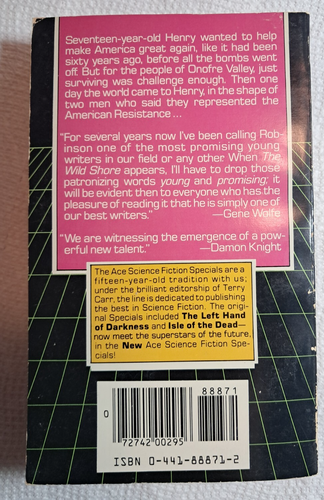 Seventeen-year-old Henry wanted to help
make America great again, like it had been
sixty years ago, before all the bombs went
off. But for the people of Onofre Valley, just
surviving was challenge enough. Then one
day the world came to Henry, in the shape of
two men who said they represented the
American Resistance ...
"For several years now I've been calling Rob-
inson one of the most promising young
writers in our field or any other. When The
Wild Shore appears, I'll have to drop those
patronizing words young and promising; it
will be evident then to everyone who has the
pleasure of reading it that he is simply one of
our best writers." —Gene Wolfe
"We are witnessing the emergence of a pow-
erful new talent." —Damon Knight
The Ace Science Fiction Specials are a
fifteen-year-old tradition with us;
under the brilliant editorship of Terry
Carr, the line is dedicated to publishing
the best in Science Fiction. The original
Specials included The Left Hand
of Darkness and Isle of the Dead—
now meet the superstars of the future,
in the New Ace Science Fiction Spe-
cials!
88871
0
72742 00295
ISBN 0-441-88871-2